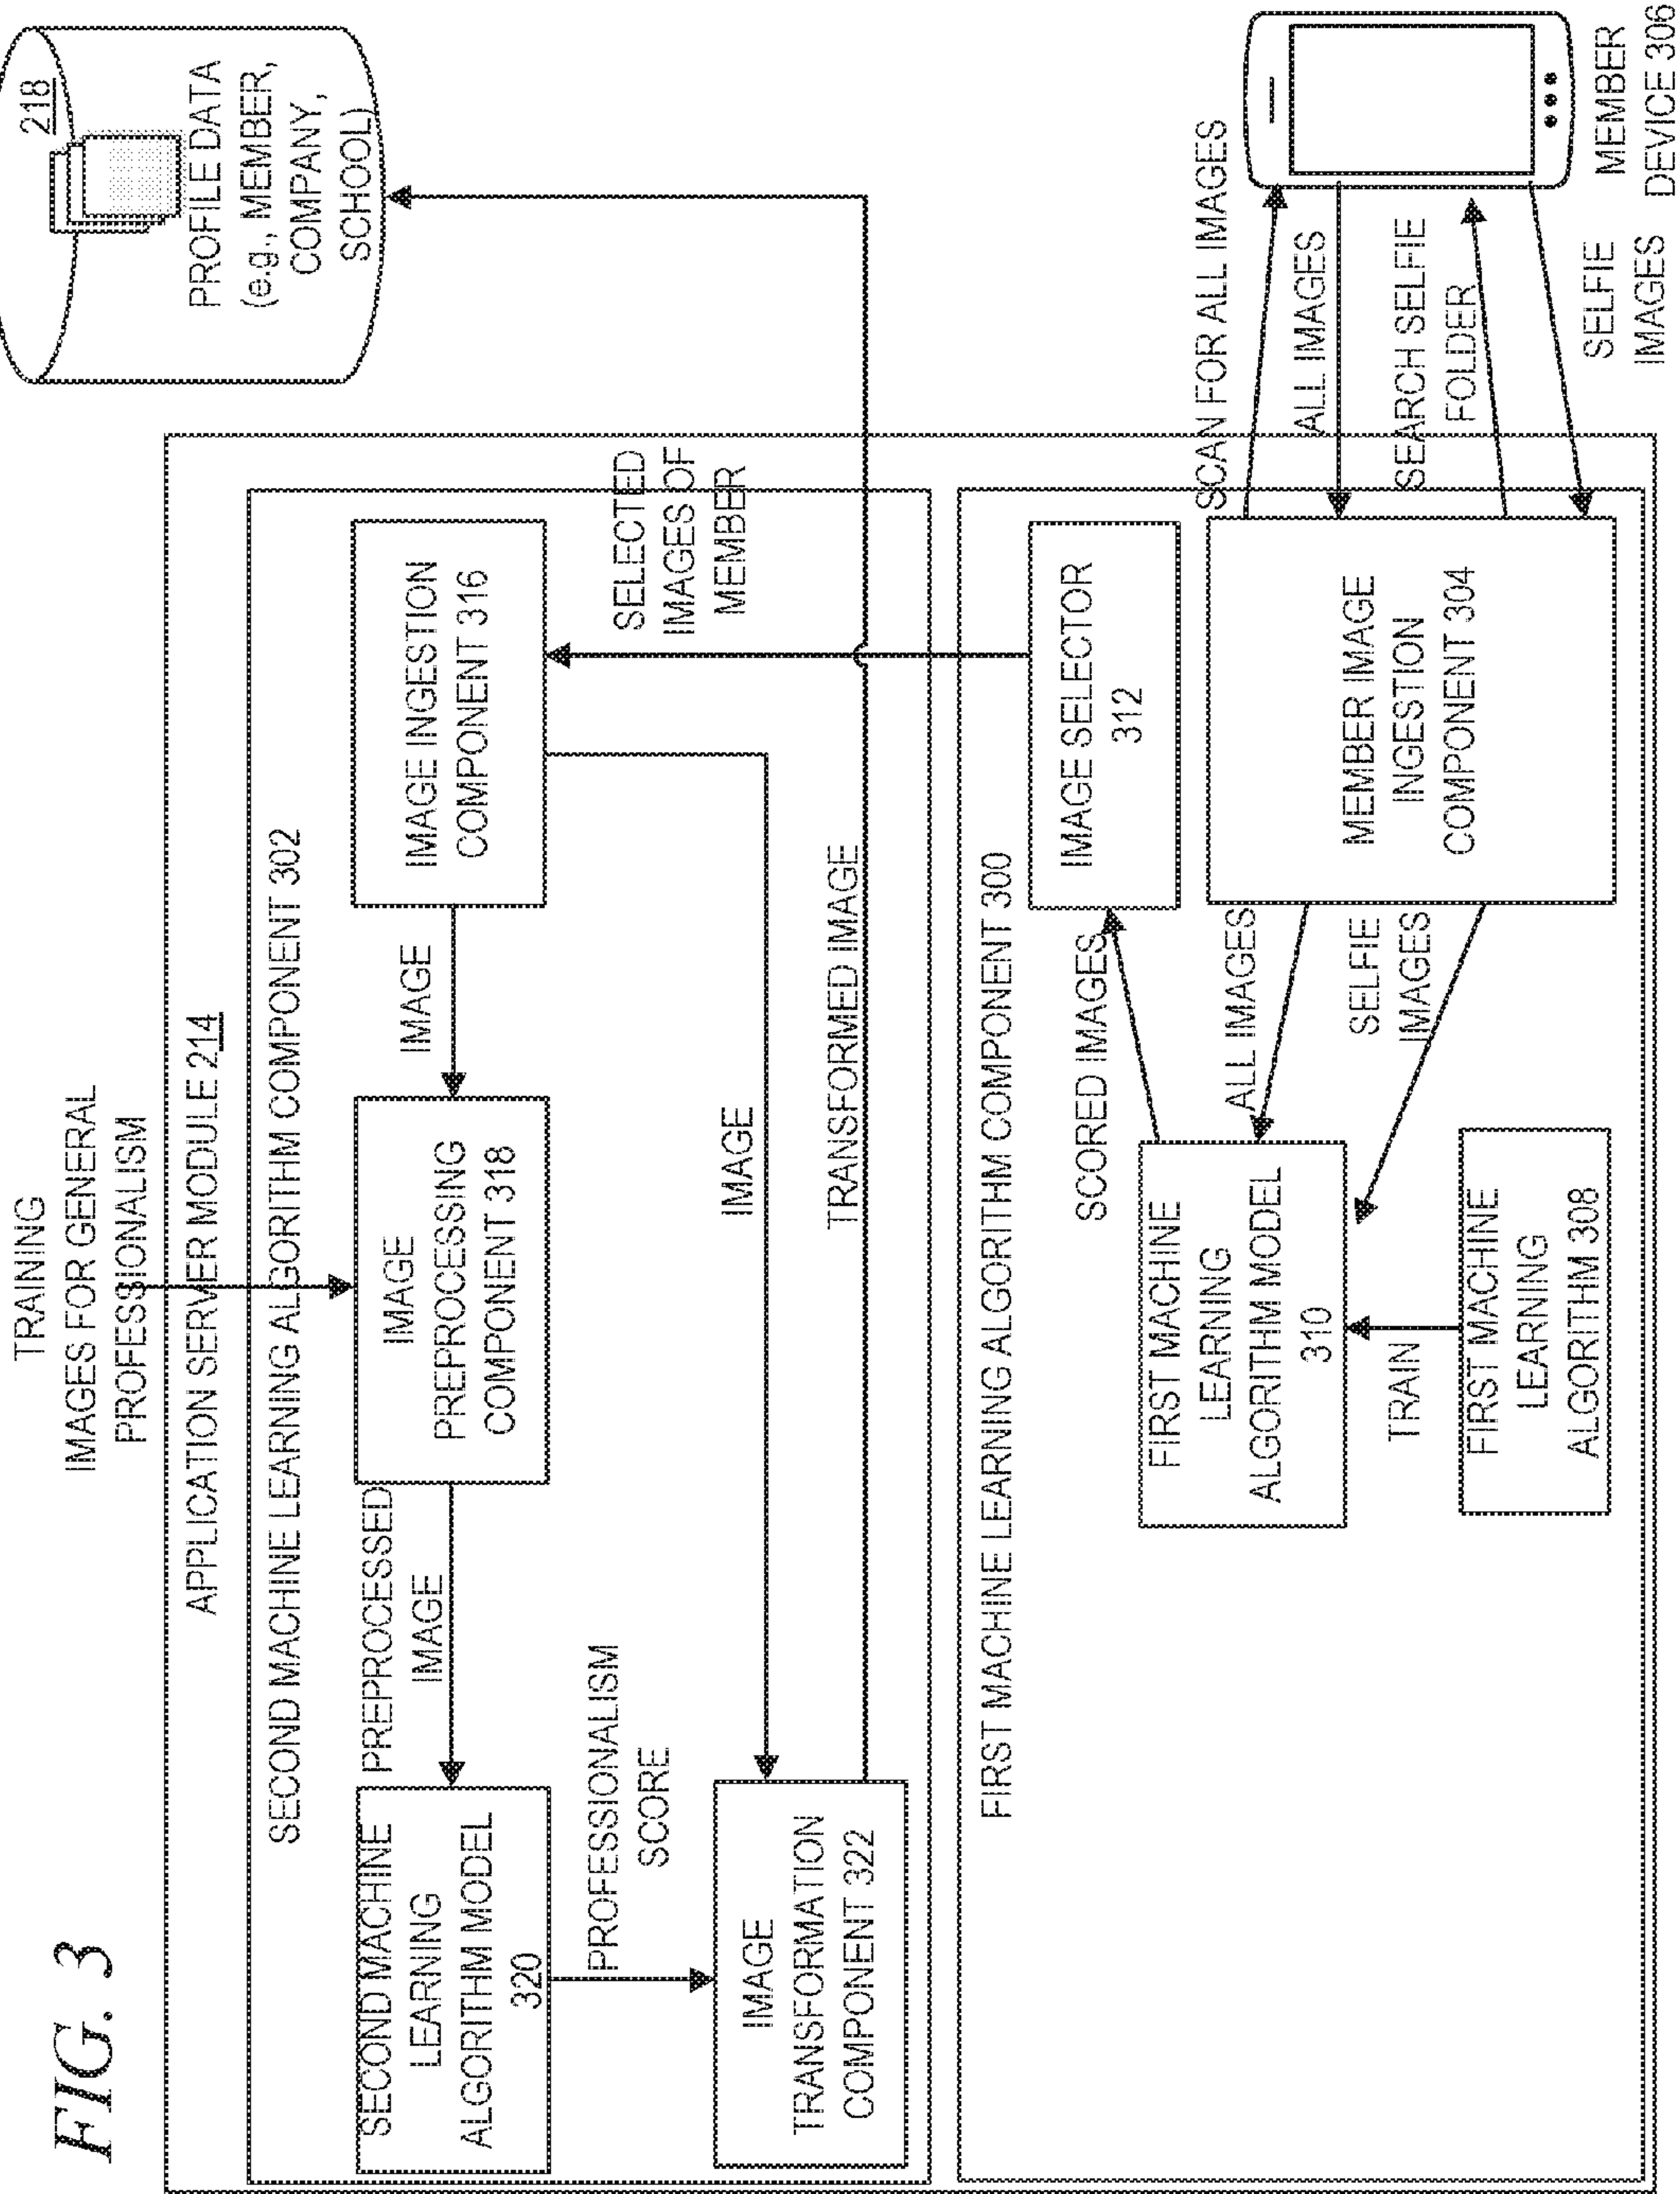 FIG. 3
TRAINING
IMAGES FOR GENERAL
PROFESSIONALISM
218
PROFILE DATA
(e.g., MEMBER,
COMPANY,
SCHOOL)
APPLICATION SERVER MODULE 214
SECOND MACHINE LEARNING ALGORITHM COMPONENT 302
SECOND MACHINE
LEARNING
ALGORITHM MODEL
320
PREPROCESSED
IMAGE
IMAGE
PREPROCESSING
COMPONENT 318
IMAGE
IMAGE INGESTION
COMPONENT 316
PROFESSIONALISM
SCORE
SELECTED
IMAGES OF
MEMBER
IMAGE
TRANSFORMATION
COMPONENT 322
IMAGE
TRANSFORMED IMAGE
FIRST MACHINE LEARNING ALGORITHM COMPONENT 300
SCORED IMAGES
IMAGE SELECTOR
312
FIRST MACHINE
LEARNING
ALGORITHM MODEL
310
ALL IMAGES
SELFIE
IMAGES
TRAIN
FIRST MACHINE
LEARNING
ALGORITHM 308
MEMBER IMAGE
INGESTION
COMPONENT 304
SCAN FOR ALL IMAGES
ALL IMAGES
SEARCH SELFIE
FOLDER
SELFIE
IMAGES
MEMBER
DEVICE 306